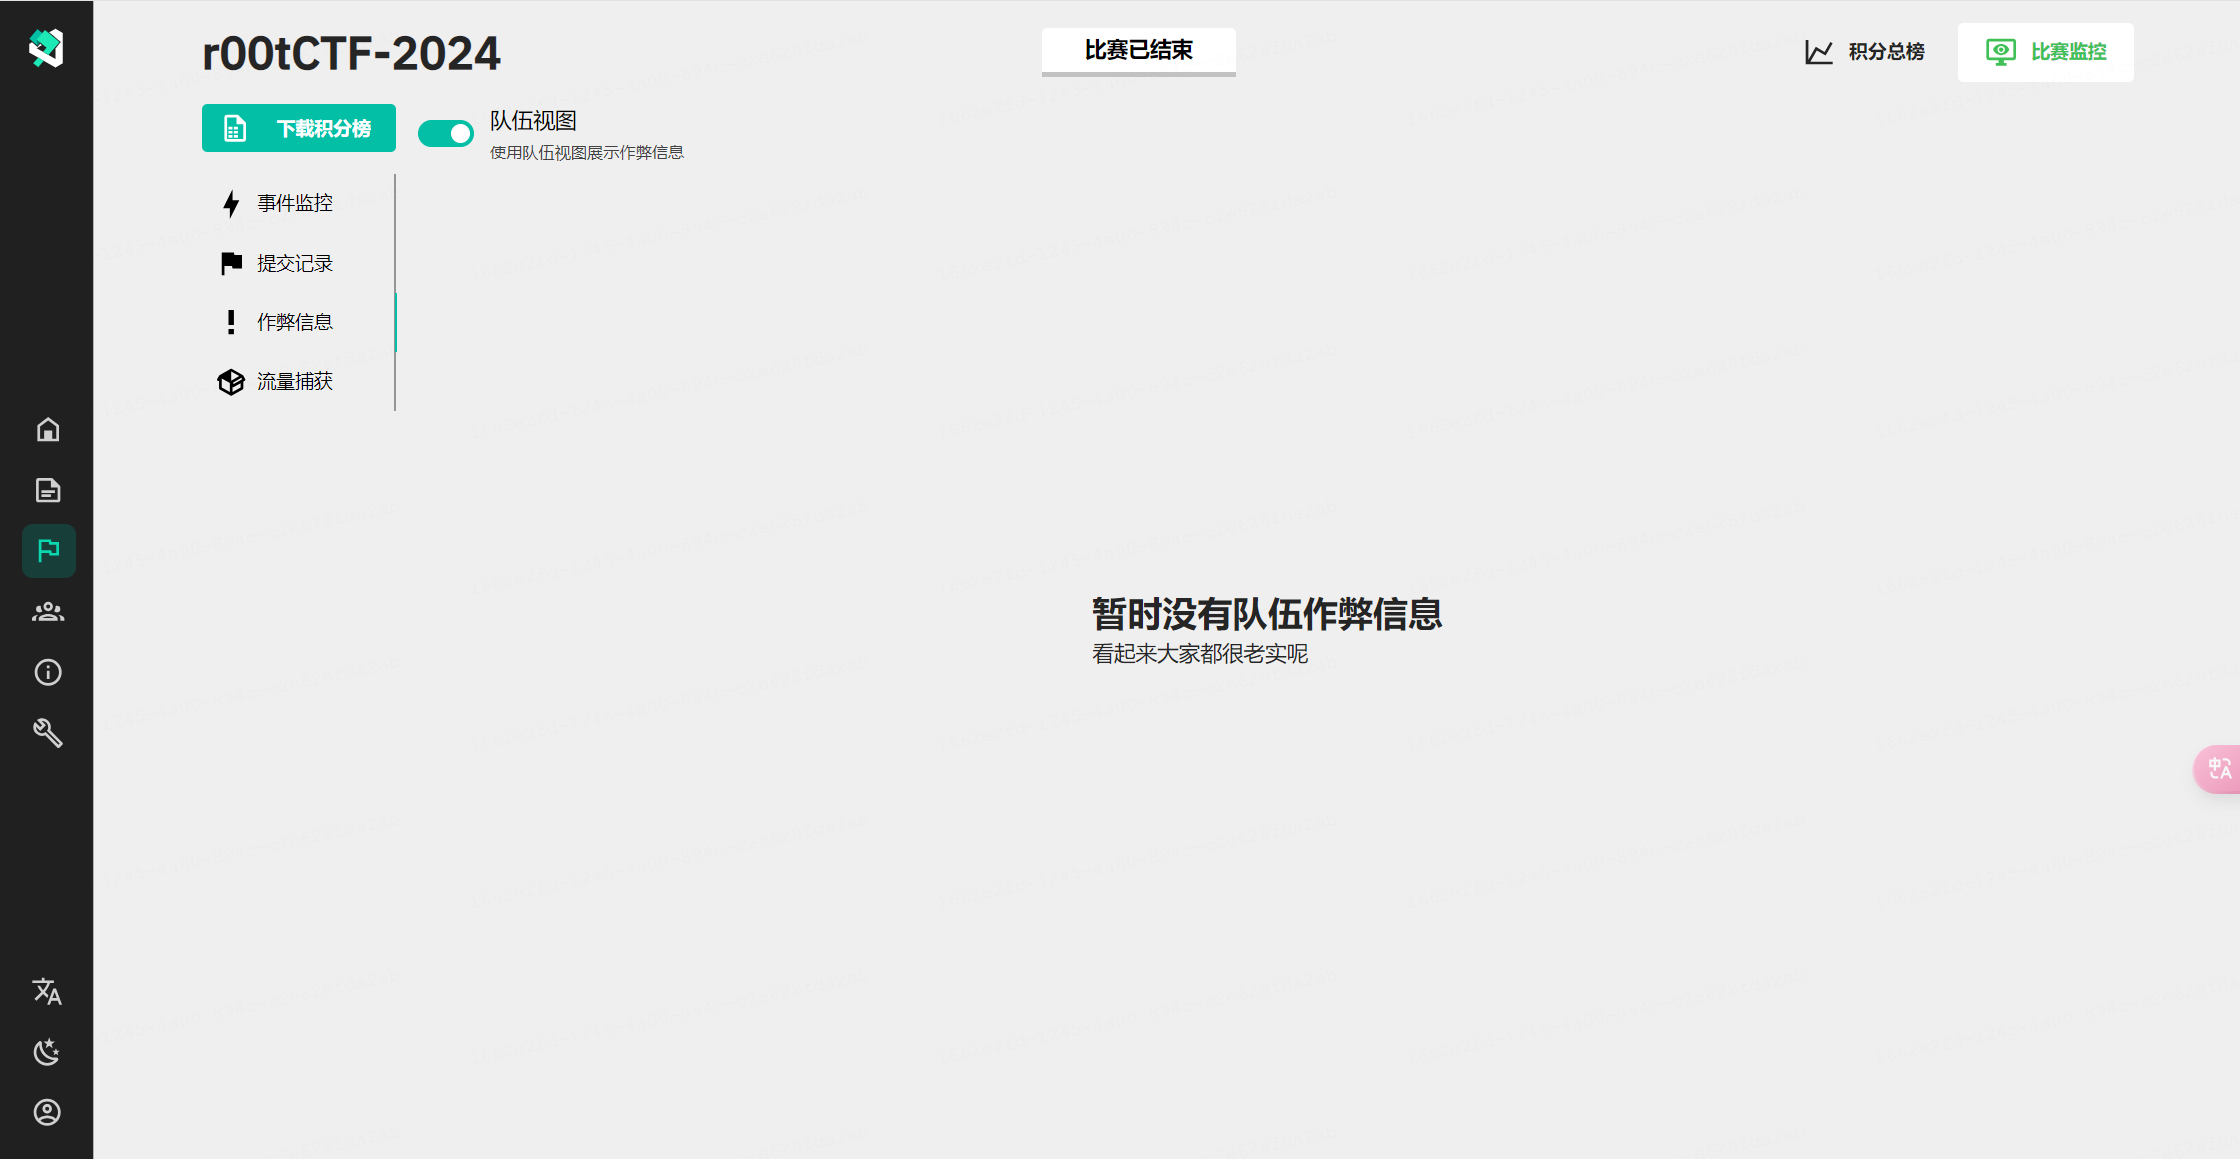 r00tCTF-2024
比赛已结束
积分总榜
比赛监控
下载积分榜
队伍视图
使用队伍视图展示作弊信息
事件监控
提交记录
作弊信息
流量捕获
暂时没有队伍作弊信息
看起来大家都很老实呢